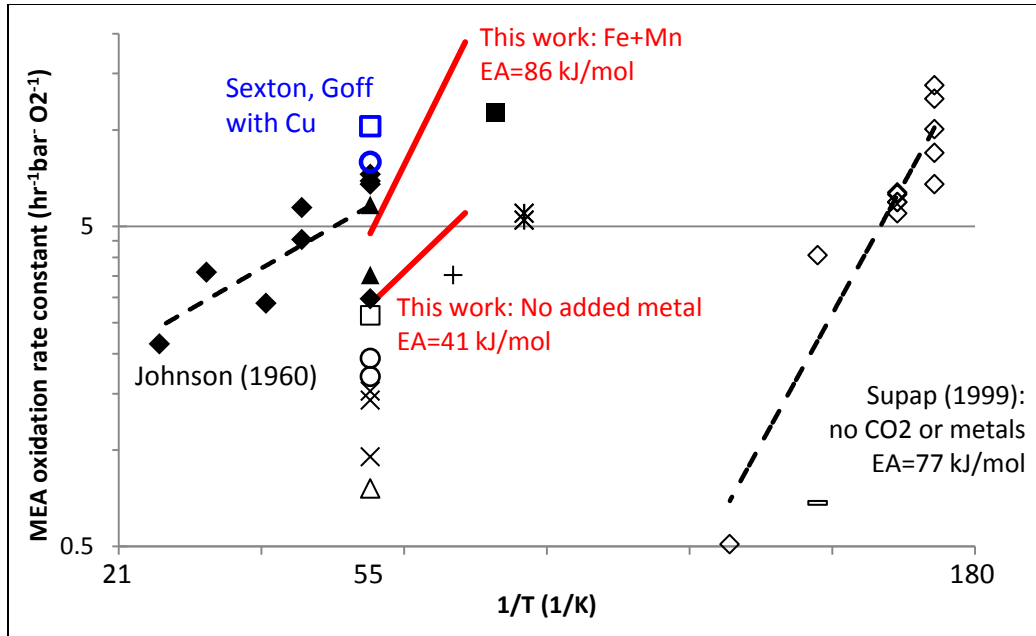 This work: Fe+Mn
EA=86 kJ/mol
Sexton, Goff
with Cu
MEA oxidation rate constant (hr⁻¹bar⁻ O2⁻¹)
5
This work: No added metal
EA=41 kJ/mol
Johnson (1960)
Supap (1999):
no CO2 or metals
EA=77 kJ/mol
0.5
21
55
180
1/T (1/K)